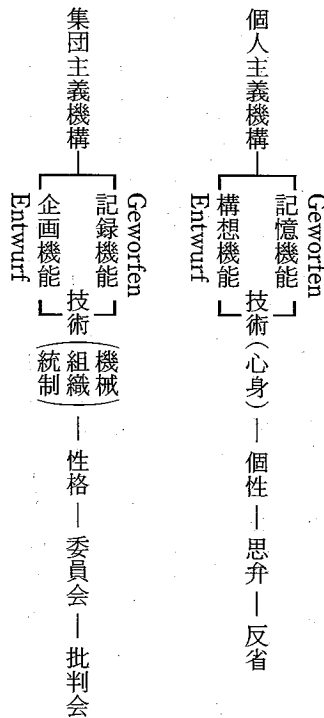 個人主義機構
Geworfen
記憶機能
構想機能
Entwurf
技術(心身)―個性―思弁―反省
集団主義機構
Geworfen
記録機能
企画機能
Entwurf
技術(機械 組織 統制)―性格―委員会―批判会